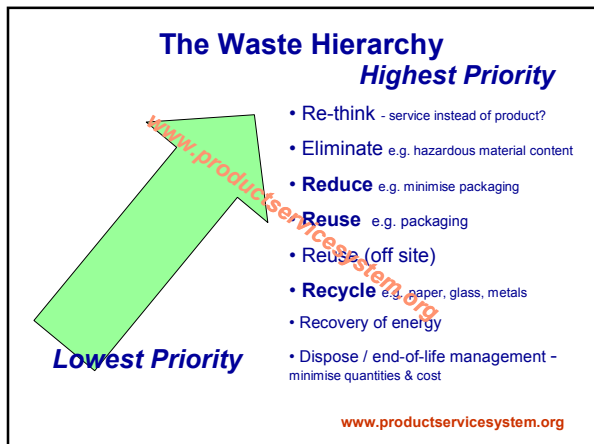 The Waste Hierarchy
Highest Priority
• Re-think - service instead of product?
• Eliminate e.g. hazardous material content
• Reduce e.g. minimise packaging
• Reuse e.g. packaging
• Reuse (off site)
• Recycle e.g. paper, glass, metals
• Recovery of energy
• Dispose / end-of-life management -
minimise quantities & cost
Lowest Priority
www.productservicesystem.org
www.productservicesystem.org